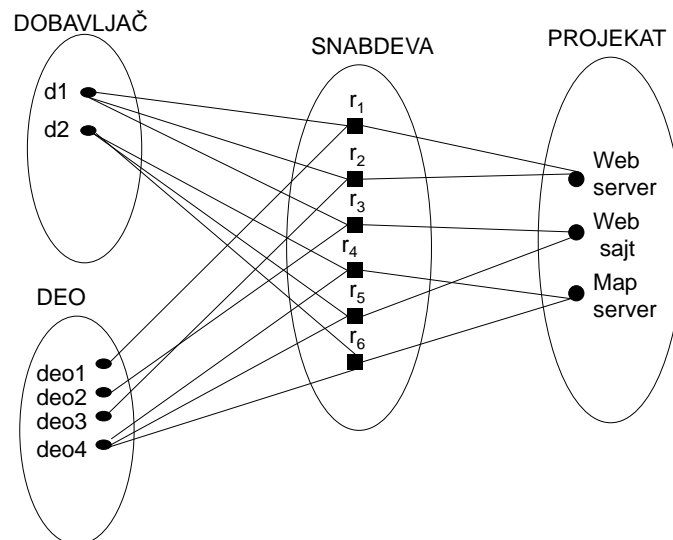 DOBAVLJAČ
d1
d2
SNABDEVA
r1
r2
r3
r4
r5
r6
PROJEKAT
Web
server
Web
sajt
Map
server
DEO
deo1
deo2
deo3
deo4